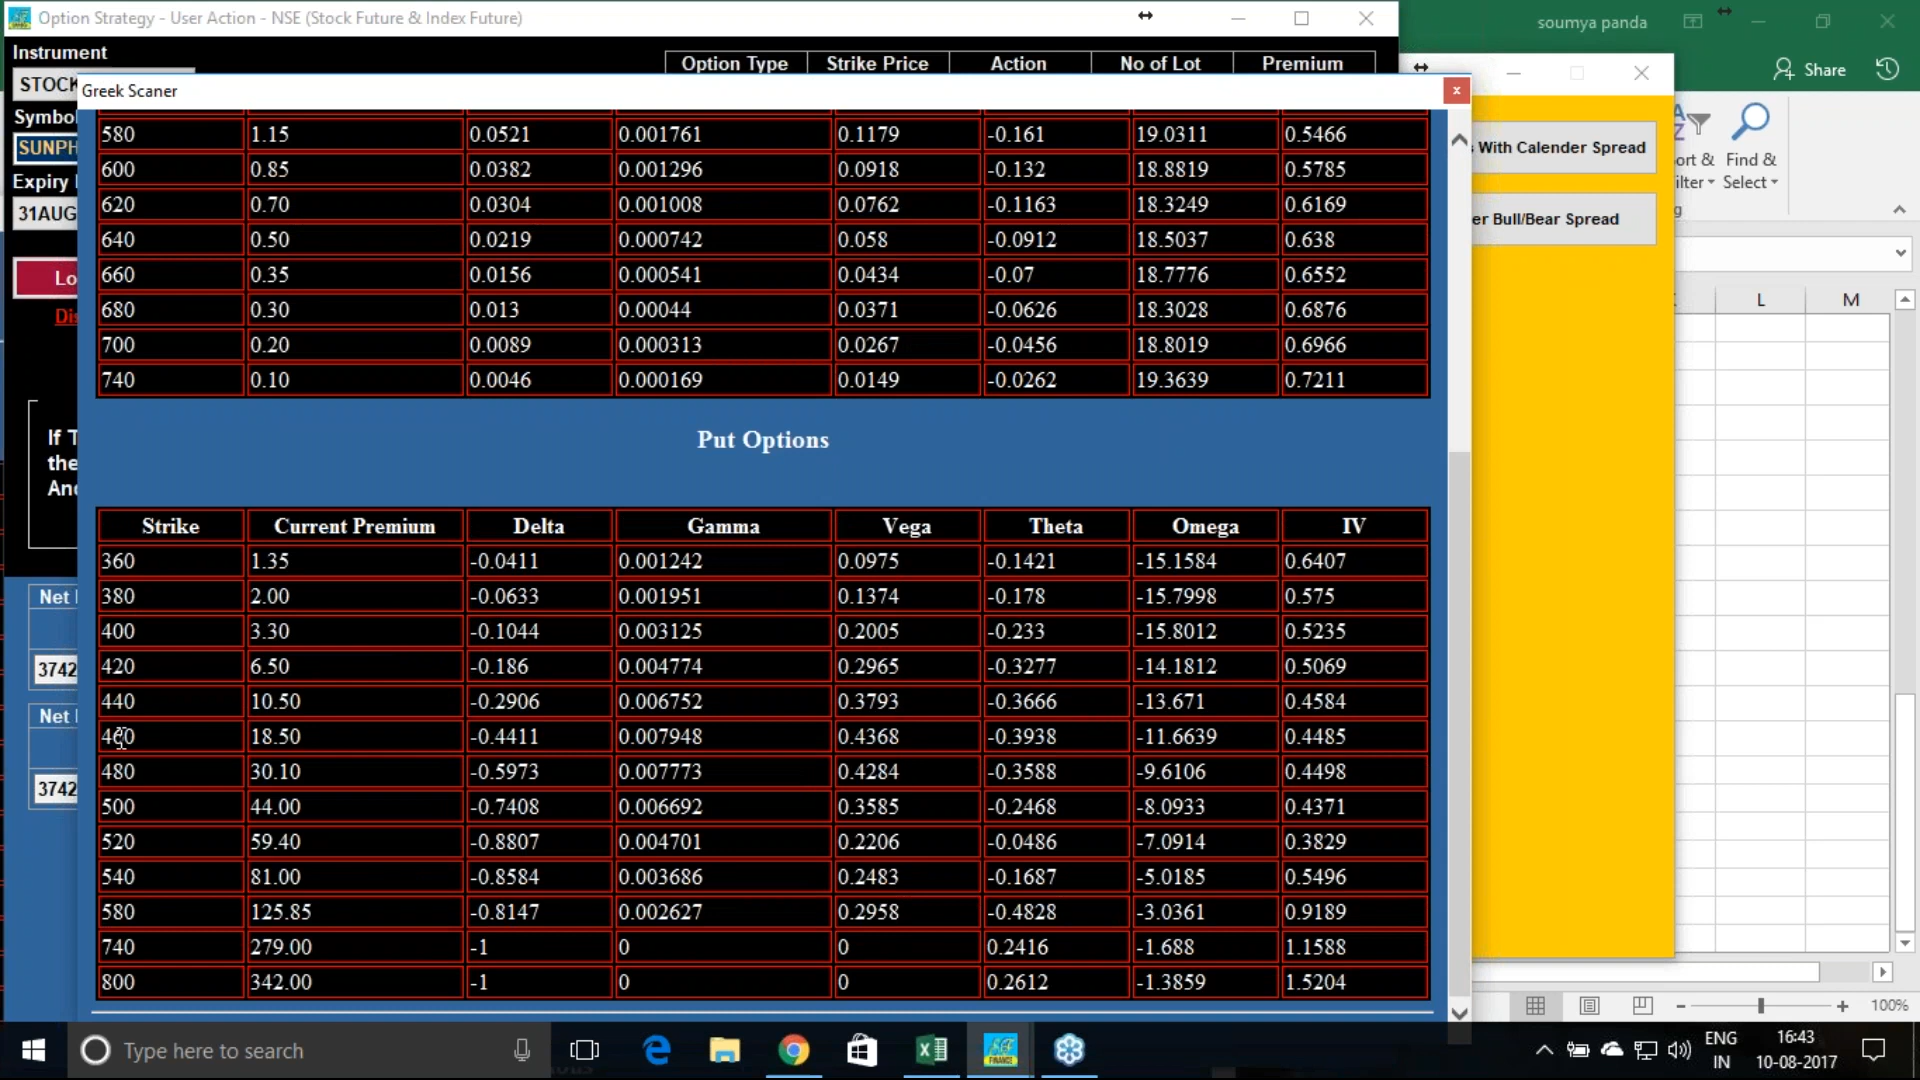 Option Strategy - User Action - NSE (Stock Future & Index Future)
soumya panda
Instrument
Option Type Strike Price Action No of Lot Premium
STOCK
Share
Greek Scaner
Symbo
SUNPH
Expiry
31AUG
Lo
Dis
580 1.15 0.0521 0.001761 0.1179 -0.161 19.0311 0.5466
600 0.85 0.0382 0.001296 0.0918 -0.132 18.8819 0.5785
620 0.70 0.0304 0.001008 0.0762 -0.1163 18.3249 0.6169
640 0.50 0.0219 0.000742 0.058 -0.0912 18.5037 0.638
660 0.35 0.0156 0.000541 0.0434 -0.07 18.7776 0.6552
680 0.30 0.013 0.00044 0.0371 -0.0626 18.3028 0.6876
700 0.20 0.0089 0.000313 0.0267 -0.0456 18.8019 0.6966
740 0.10 0.0046 0.000169 0.0149 -0.0262 19.3639 0.7211
With Calender Spread
er Bull/Bear Spread
ort & Find &
ilter Select
L M
If T
the
And
Put Options
Strike Current Premium Delta Gamma Vega Theta Omega IV
360 1.35 -0.0411 0.001242 0.0975 -0.1421 -15.1584 0.6407
380 2.00 -0.0633 0.001951 0.1374 -0.178 -15.7998 0.575
400 3.30 -0.1044 0.003125 0.2005 -0.233 -15.8012 0.5235
420 6.50 -0.186 0.004774 0.2965 -0.3277 -14.1812 0.5069
440 10.50 -0.2906 0.006752 0.3793 -0.3666 -13.671 0.4584
460 18.50 -0.4411 0.007948 0.4368 -0.3938 -11.6639 0.4485
480 30.10 -0.5973 0.007773 0.4284 -0.3588 -9.6106 0.4498
500 44.00 -0.7408 0.006692 0.3585 -0.2468 -8.0933 0.4371
520 59.40 -0.8807 0.004701 0.2206 -0.0486 -7.0914 0.3829
540 81.00 -0.8584 0.003686 0.2483 -0.1687 -5.0185 0.5496
580 125.85 -0.8147 0.002627 0.2958 -0.4828 -3.0361 0.9189
740 279.00 -1 0 0 0.2416 -1.688 1.1588
800 342.00 -1 0 0 0.2612 -1.3859 1.5204
Net
3742
Net
3742
100%
Type here to search
FINANCE
ENG
IN
16:43
10-08-2017